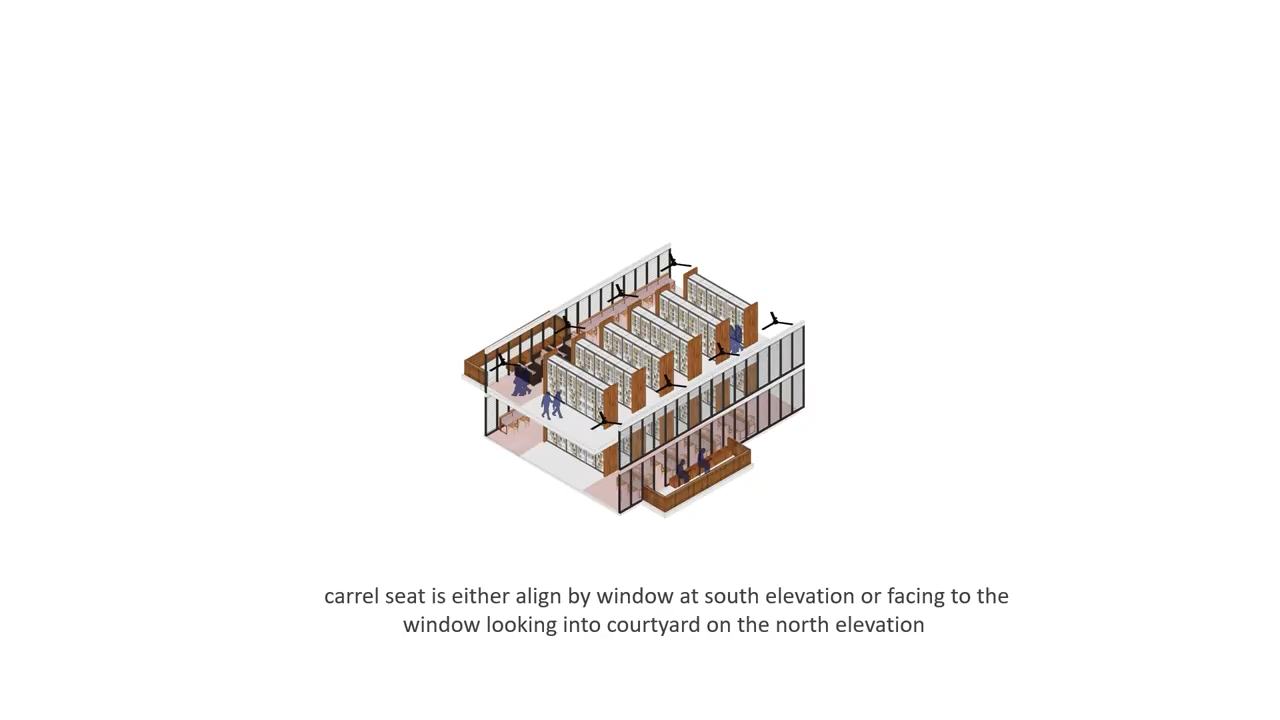 carrel seat is either align by window at south elevation or facing to the
window looking into courtyard on the north elevation